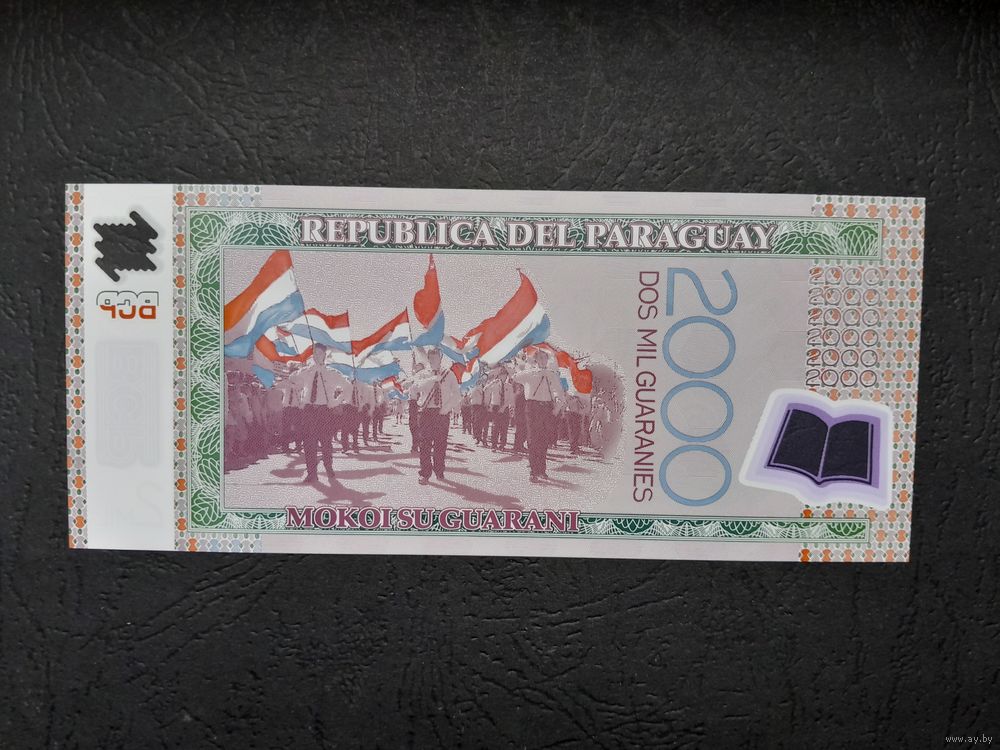 REPUBLICA DEL PARAGUAY
2000
DOS MIL GUARANIES
BCP
MOKOI SU GUARANI
www.ay.by